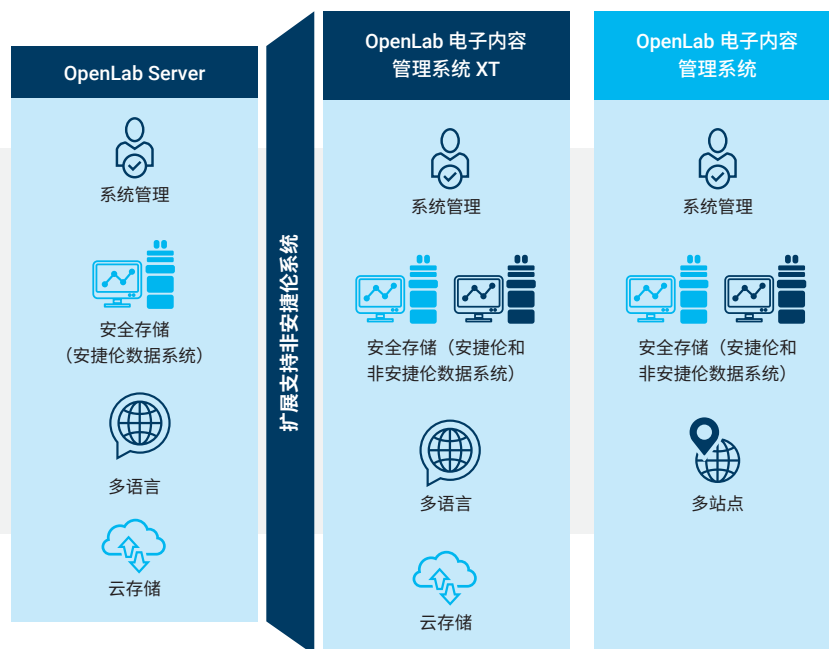 OpenLab Server
系统管理
安全存储
（安捷伦数据系统）
多语言
云存储
扩展支持非安捷伦系统
OpenLab 电子内容
管理系统 XT
系统管理
安全存储（安捷伦和
非安捷伦数据系统）
多语言
云存储
OpenLab 电子内容
管理系统
系统管理
安全存储（安捷伦和
非安捷伦数据系统）
多站点